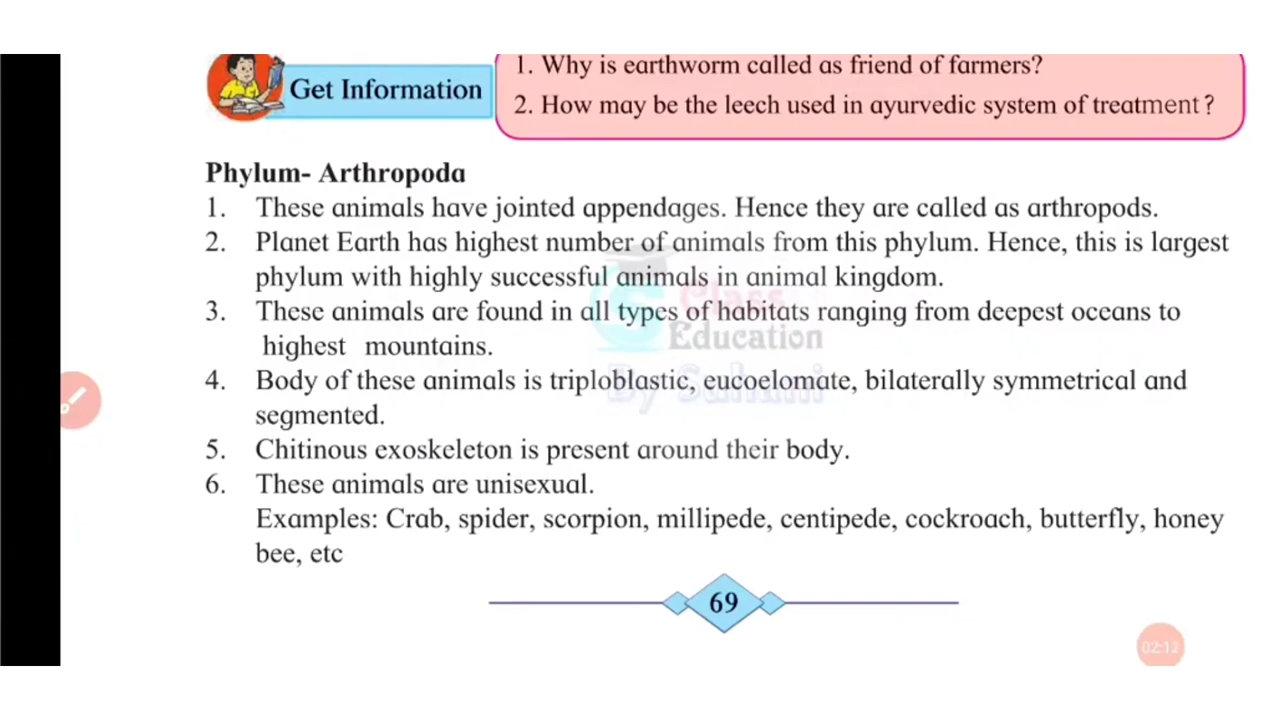 1. Why is earthworm called as friend of farmers?
Get Information
2. How may be the leech used in ayurvedic system of treatment?
Phylum- Arthropoda
1. These animals have jointed appendages. Hence they are called as arthropods.
2. Planet Earth has highest number of animals from this phylum. Hence, this is largest
phylum with highly successful animals in animal kingdom.
3. These animals are found in all types of habitats ranging from deepest oceans to
highest mountains.
4. Body of these animals is triploblastic, eucoelomate, bilaterally symmetrical and
segmented.
5. Chitinous exoskeleton is present around their body.
6. These animals are unisexual.
Examples: Crab, spider, scorpion, millipede, centipede, cockroach, butterfly, honey
bee, etc
Class
Education
By Sahani
69
02:12